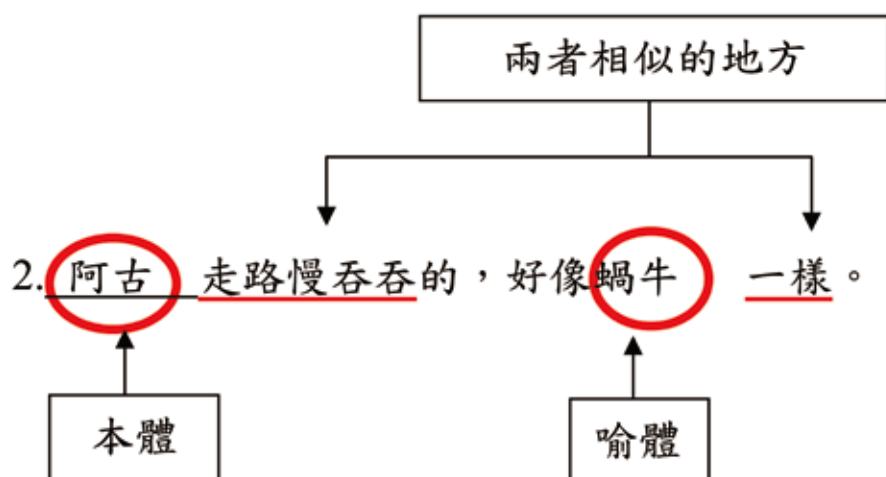 兩者相似的地方
2. 阿古 走路慢吞吞的，好像蝸牛 一樣。
本體
喻體